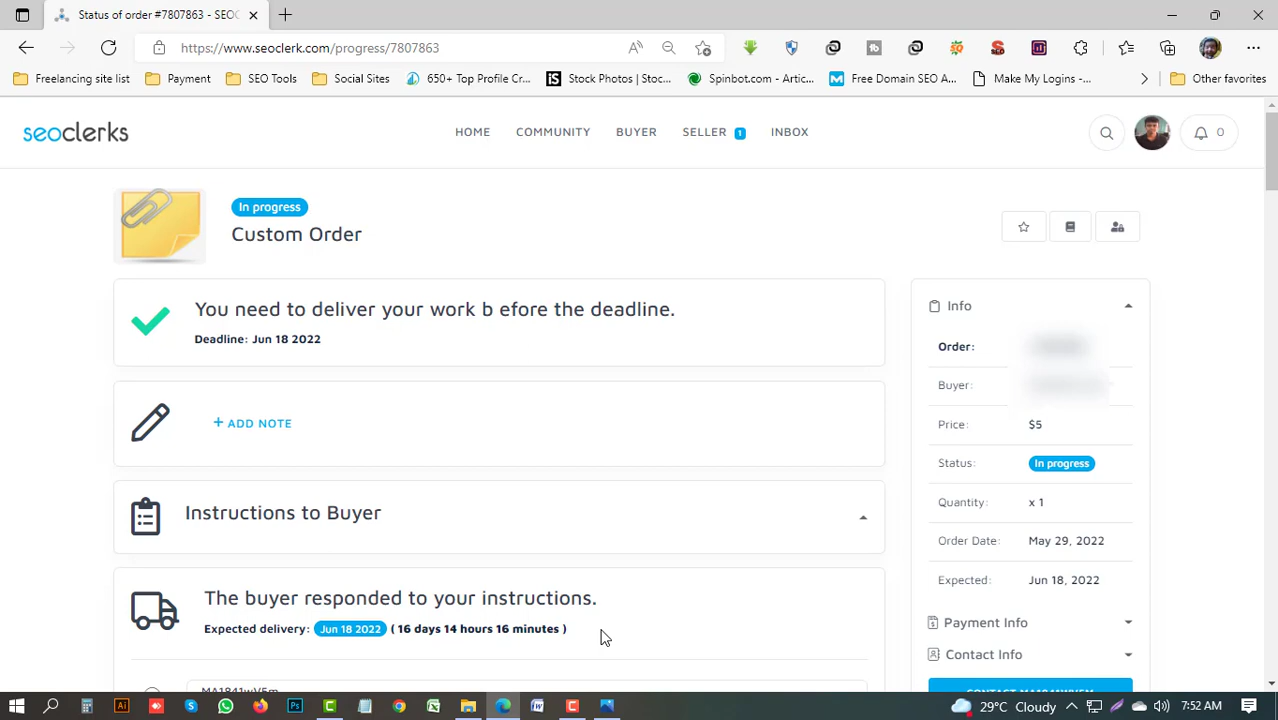 Status of order #7807863 - SEOC
https://www.seoclerk.com/progress/7807863
Freelancing site list
Payment
SEO Tools
Social Sites
650+ Top Profile Cr...
iS Stock Photos | Stoc...
Spinbot.com - Artic...
Free Domain SEO A...
Make My Logins -...
Other favorites
seoclerks
HOME
COMMUNITY
BUYER
SELLER 1
INBOX
0
In progress
Custom Order
You need to deliver your work b efore the deadline.
Deadline: Jun 18 2022
+ ADD NOTE
Instructions to Buyer
The buyer responded to your instructions.
Expected delivery: Jun 18 2022 ( 16 days 14 hours 16 minutes )
MA1841wV5m
Info
Order:
Buyer:
Price: $5
Status: In progress
Quantity: x 1
Order Date: May 29, 2022
Expected: Jun 18, 2022
Payment Info
Contact Info
CONTACT MA1841WV5M
29°C Cloudy
7:52 AM